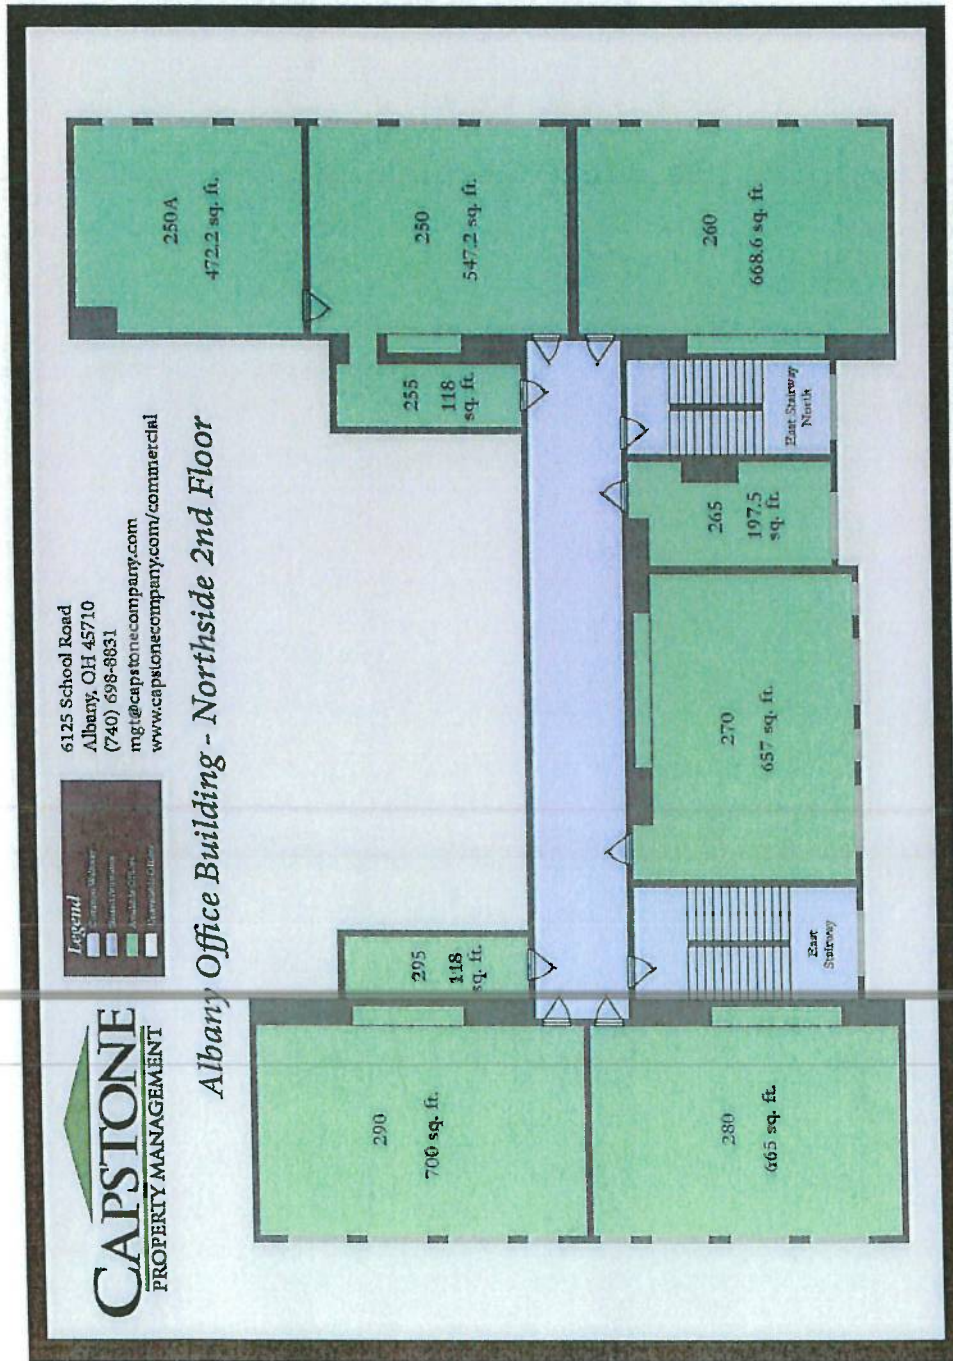 CAPSTONE
PROPERTY MANAGEMENT
Legend
6125 School Road
Albany, OH 45710
(740) 698-8831
mgt@capstonecompany.com
www.capstonecompany.com/commercial
Albany Office Building - Northside 2nd Floor
290
700 sq. ft.
295
118
sq. ft.
255
118
sq. ft.
250A
472.2 sq. ft.
250
547.2 sq. ft.
280
665 sq. ft.
East
Stairway
270
657 sq. ft.
265
197.5
sq. ft.
East Stairway
North
260
668.6 sq. ft.